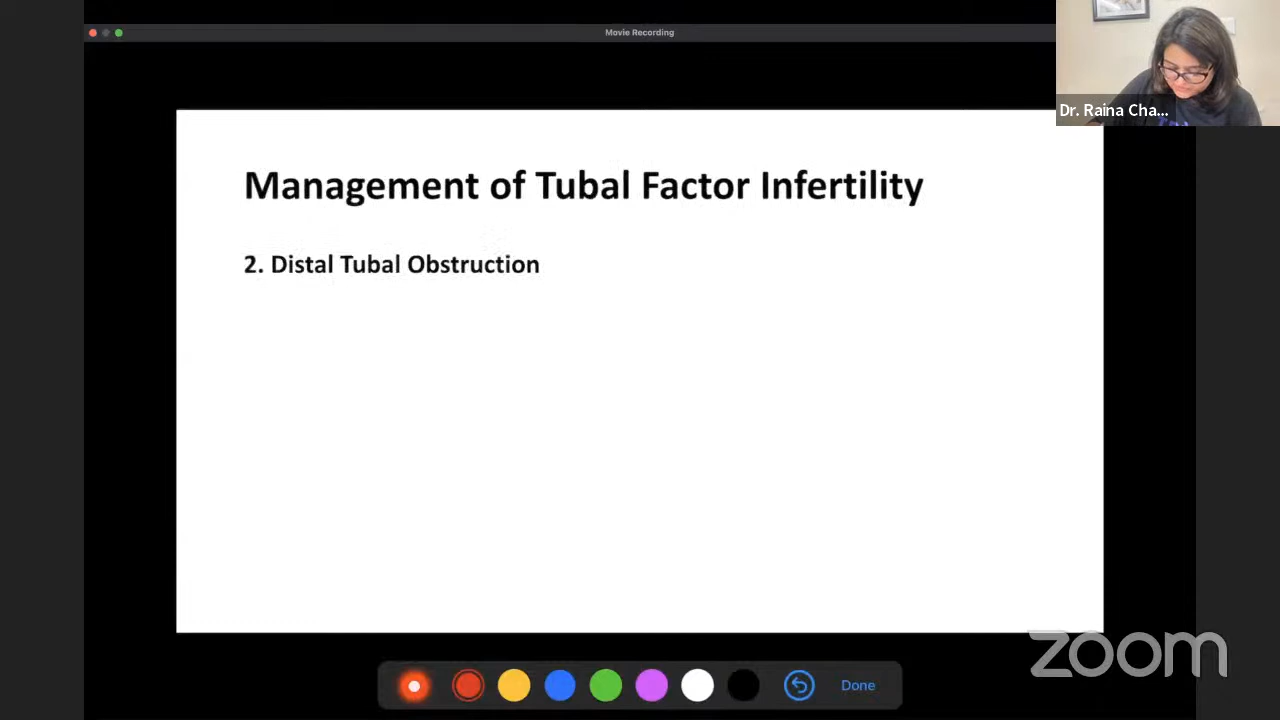 Movie Recording
Dr. Raina Cha...
Management of Tubal Factor Infertility
2. Distal Tubal Obstruction
zoom
Done